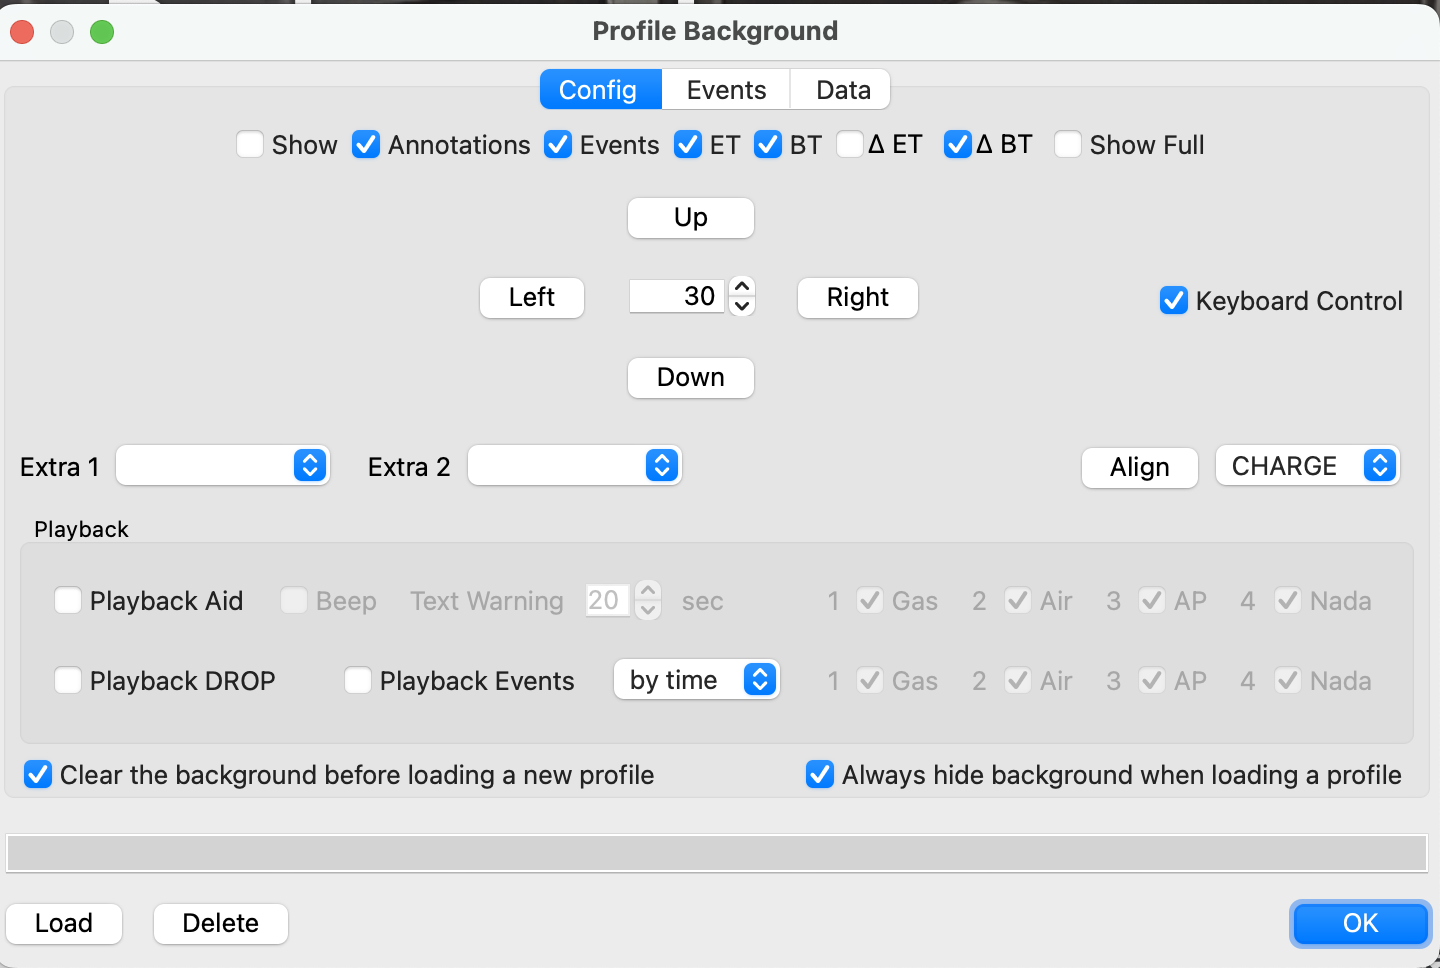 Profile Background
Config Events Data
Show Annotations Events ET BT Δ ET Δ BT Show Full
Up
Left 30 Right Keyboard Control
Down
Extra 1 Extra 2 Align CHARGE
Playback
Playback Aid Beep Text Warning 20 sec 1 Gas 2 Air 3 AP 4 Nada
Playback DROP Playback Events by time 1 Gas 2 Air 3 AP 4 Nada
Clear the background before loading a new profile Always hide background when loading a profile
Load Delete OK